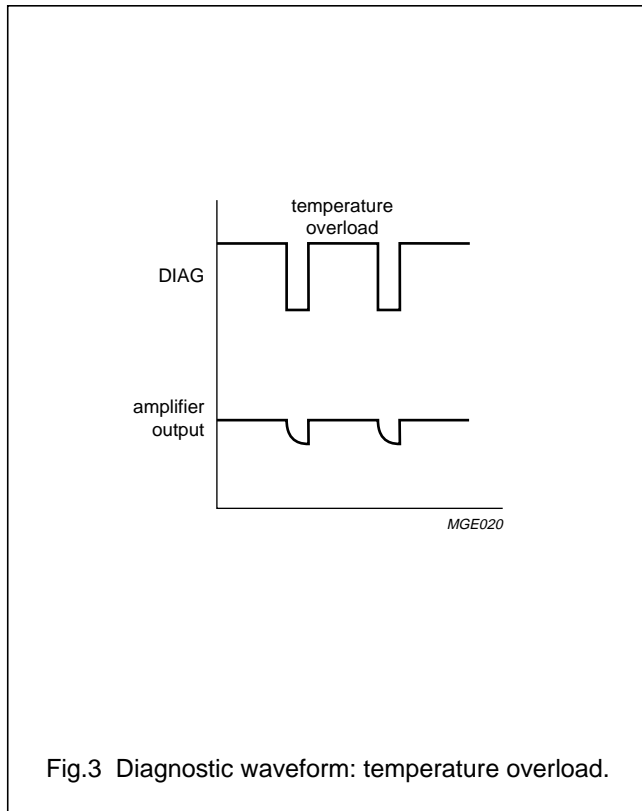 temperature
overload
DIAG
amplifier
output
MGE020
Fig.3 Diagnostic waveform: temperature overload.